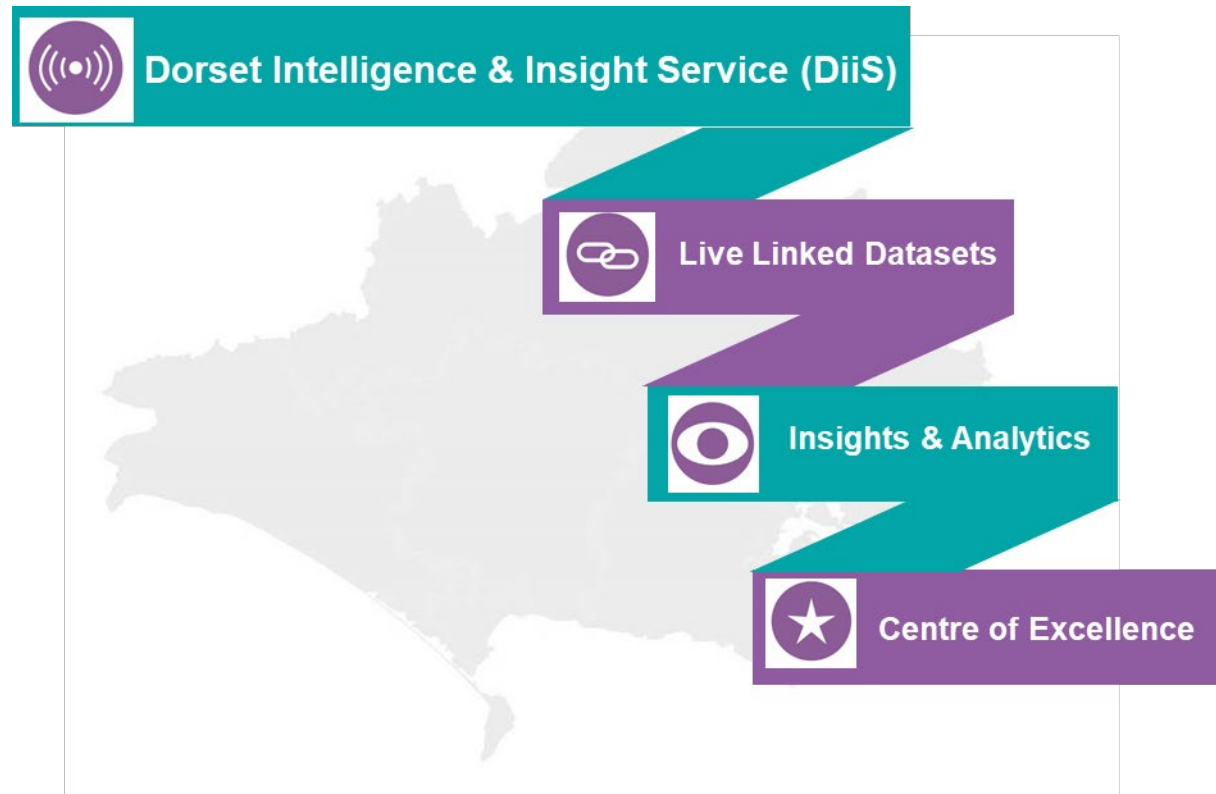 Dorset Intelligence & Insight Service (DiiS)
Live Linked Datasets
Insights & Analytics
Centre of Excellence